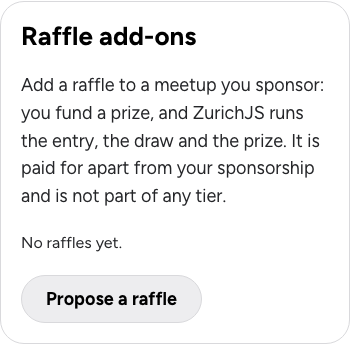 Raffle add-ons
Add a raffle to a meetup you sponsor:
you fund a prize, and ZurichJS runs
the entry, the draw and the prize. It is
paid for apart from your sponsorship
and is not part of any tier.
No raffles yet.
Propose a raffle